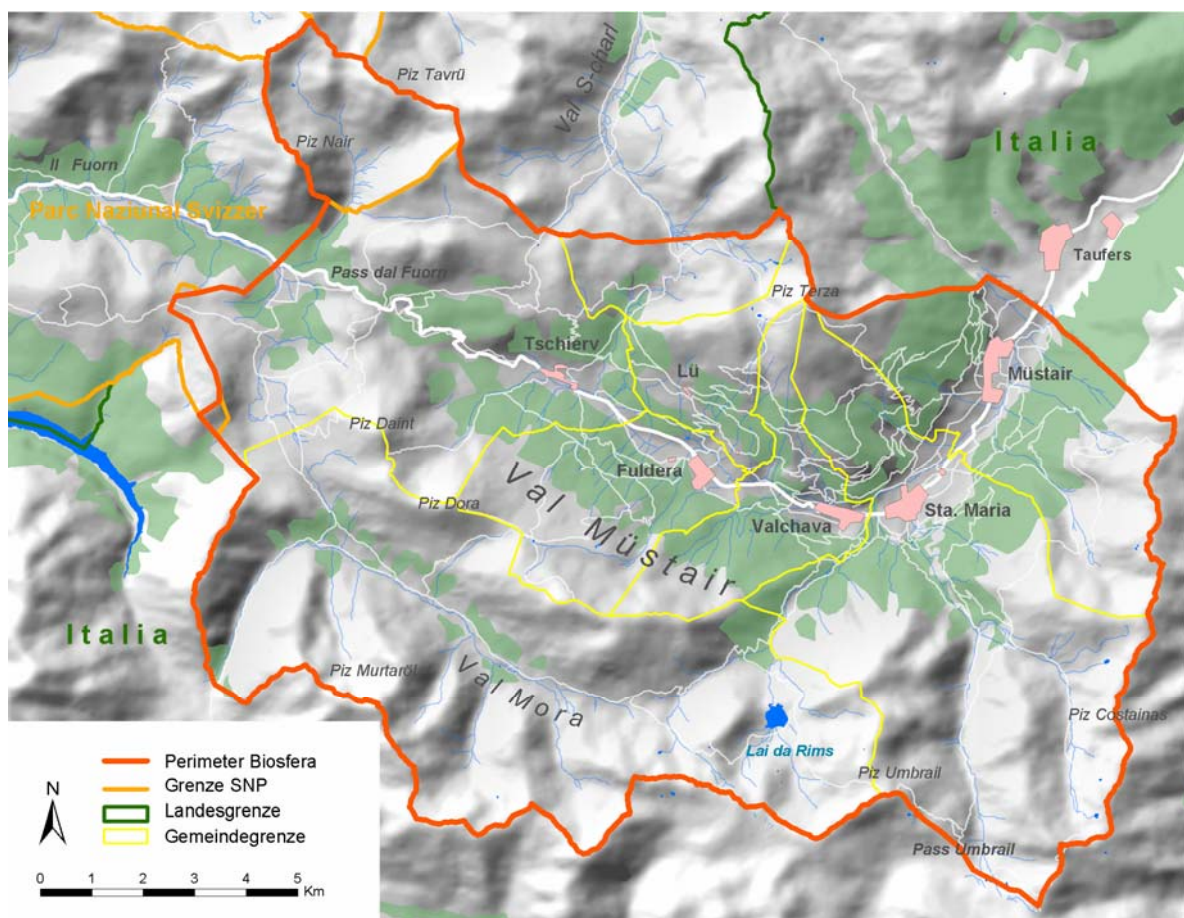 Piz Tavrü
Val S-charl
Piz Nair
Italia
Il Fuorn
Parc Naziunal Svizzer
Taufers
Pass dal Fuorn
Piz Terza
Tschierv
Lü
Müstair
Piz Daint
Fuldera
Val Müstair
Piz Dora
Valchava
Sta. Maria
Italia
Piz Murtaröl
Val Mora
Piz Costainas
Lai da Rims
Piz Umbrail
Pass Umbrail
N
Perimeter Biosfera
Grenze SNP
Landesgrenze
Gemeindegrenze
0 1 2 3 4 5
Km